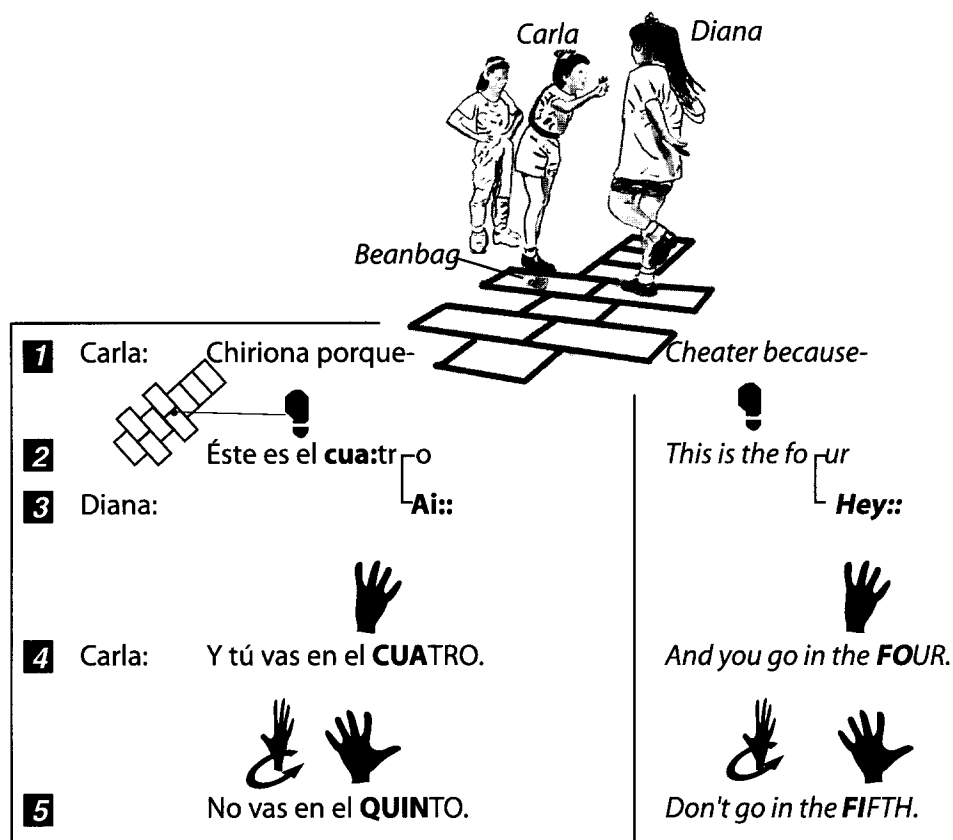 Carla
Diana
Beanbag
1 Carla: Chiriona porque- Cheater because-
2 Éste es el cua:tro This is the four
3 Diana: Ai:: Hey::
4 Carla: Y tú vas en el CUATRO. And you go in the FOUR.
5 No vas en el QUINTO. Don't go in the FIFTH.